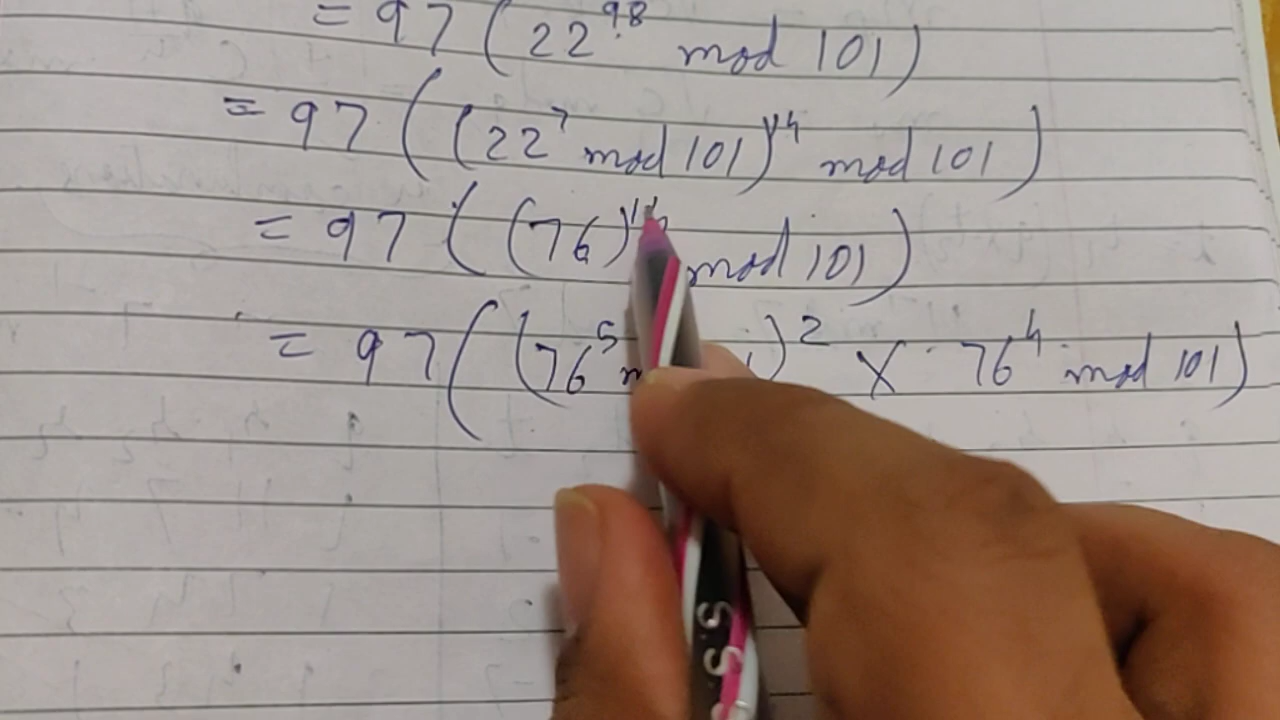 = 97 (22^98 mod 101)
= 97 ((22^7 mod 101)^14 mod 101)
= 97 ((76)^14 mod 101)
= 97 ((76^5 m )^2 X 76^4 mod 101)
S.S.